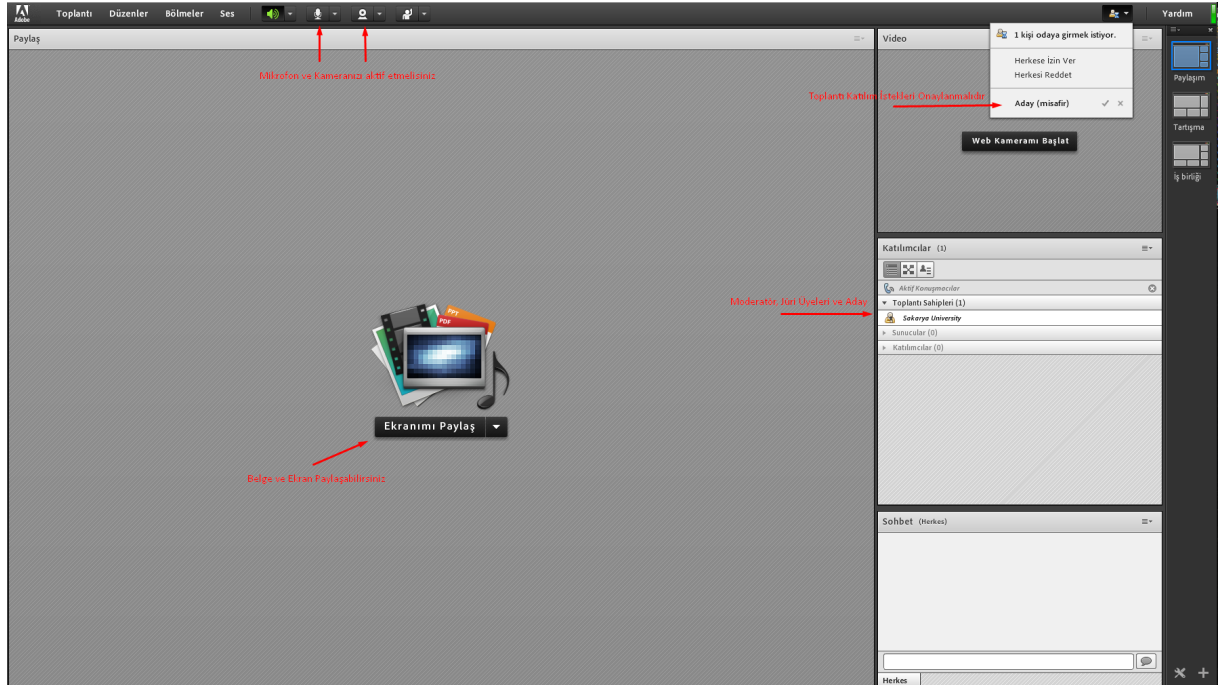 Adobe
Toplantı Düzenler Bölmeler Ses
Yardım
Paylaş
Mikrofon ve Kameranızı aktif etmelisiniz
Video
1 kişi odaya girmek istiyor.
Herkese İzin Ver
Herkesi Reddet
Aday (misafir)
Toplantı Katılım İstekleri Onaylanmalıdır
Web Kameramı Başlat
Paylaşım
Tartışma
İş birliği
Katılımcılar (1)
Aktif Konuşmacılar
Toplantı Sahipleri (1)
Sakarya University
Sunucular (0)
Katılımcılar (0)
Moderatör, Jüri Üyeleri ve Aday
PPT
PDF
Ekranımı Paylaş
Belge ve Ekran Paylaşabilirsiniz
Sohbet (Herkes)
Herkes